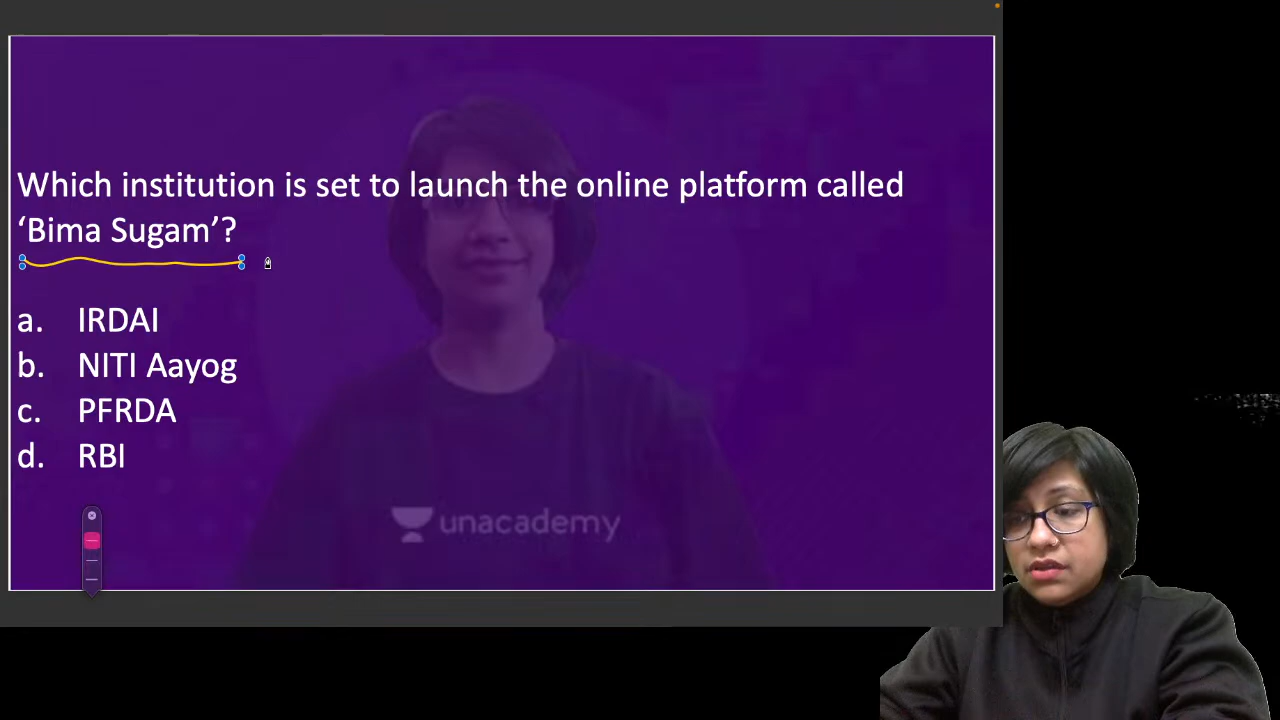 Which institution is set to launch the online platform called
‘Bima Sugam’?
a. IRDAI
b. NITI Aayog
c. PFRDA
d. RBI
unacademy